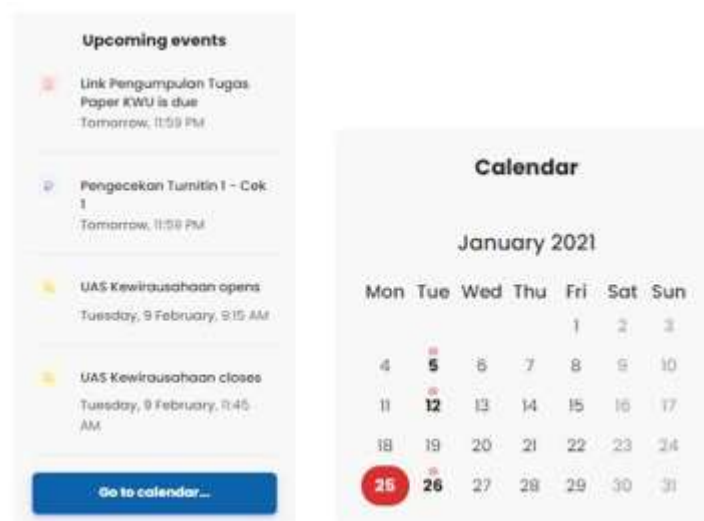 Upcoming events
Link Pengumpulan Tugas
Paper KWU is due
Tomorrow, 11:59 PM
Pengecekan Turnitin 1 - Cek
1
Tomorrow, 11:59 PM
UAS Kewirausahaan opens
Tuesday, 9 February, 9:15 AM
UAS Kewirausahaan closes
Tuesday, 9 February, 11:45
AM
Go to calendar...
Calendar
January 2021
Mon Tue Wed Thu Fri Sat Sun
1 2 3
4 5 6 7 8 9 10
11 12 13 14 15 16 17
18 19 20 21 22 23 24
25 26 27 28 29 30 31